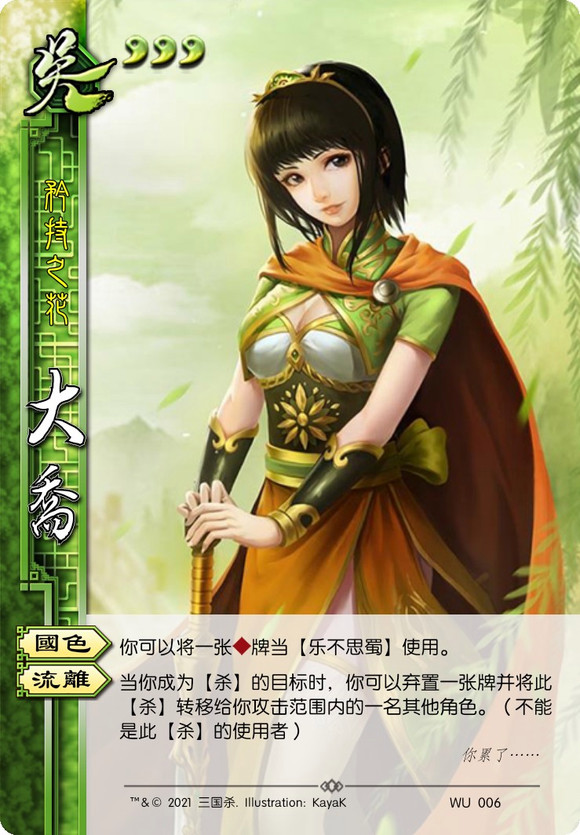 吴
矜持之花
大喬
國色
你可以将一张◆牌当【乐不思蜀】使用。
流離
当你成为【杀】的目标时，你可以弃置一张牌并将此
【杀】转移给你攻击范围内的一名其他角色。（不能
是此【杀】的使用者）
你累了……
™&© 2021 三国杀. Illustration: KayaK
WU 006